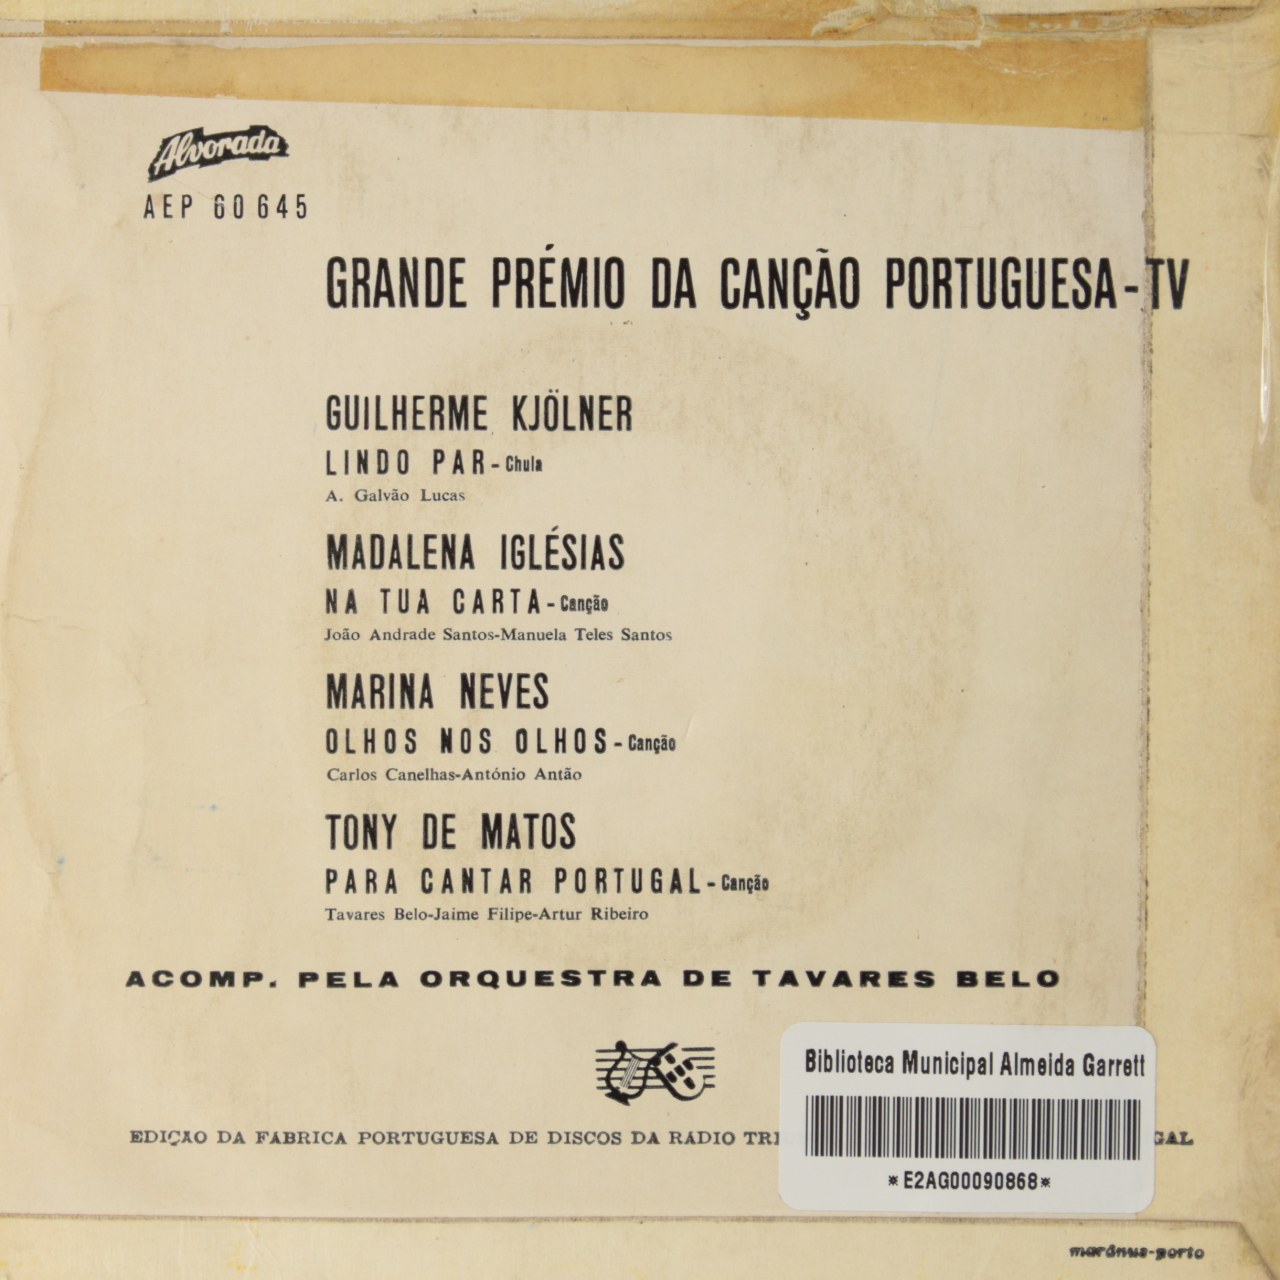 Alvorada
AEP 60 645
GRANDE PRÉMIO DA CANÇÃO PORTUGUESA-TV
GUILHERME KJÖLNER
LINDO PAR - Chula
A. Galvão Lucas
MADALENA IGLÉSIAS
NA TUA CARTA - Canção
João Andrade Santos-Manuela Teles Santos
MARINA NEVES
OLHOS NOS OLHOS - Canção
Carlos Canelhas-António Antão
TONY DE MATOS
PARA CANTAR PORTUGAL - Canção
Tavares Belo-Jaime Filipe-Artur Ribeiro
ACOMP. PELA ORQUESTRA DE TAVARES BELO
Biblioteca Municipal Almeida Garrett
EDIÇAO DA FABRICA PORTUGUESA DE DISCOS DA RADIO
*E2AG00090868*
marânus-porto